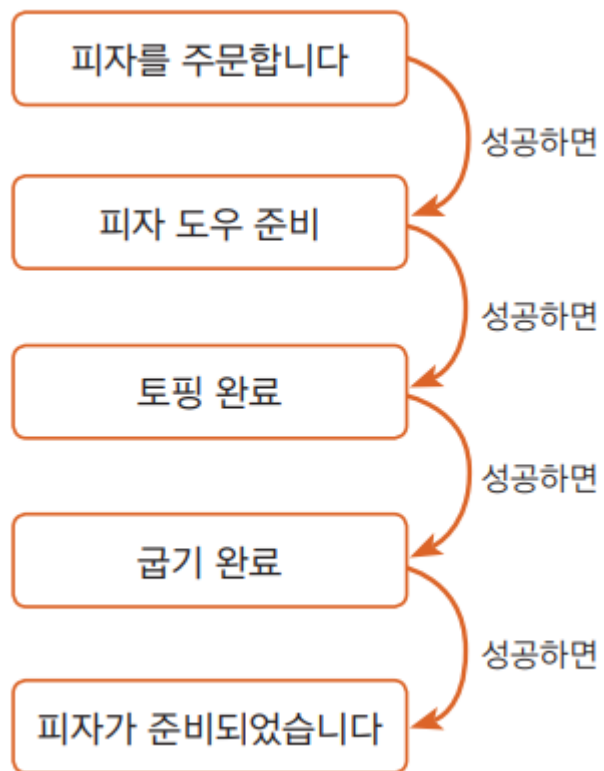 피자를 주문합니다
성공하면
피자 도우 준비
성공하면
토핑 완료
성공하면
굽기 완료
성공하면
피자가 준비되었습니다